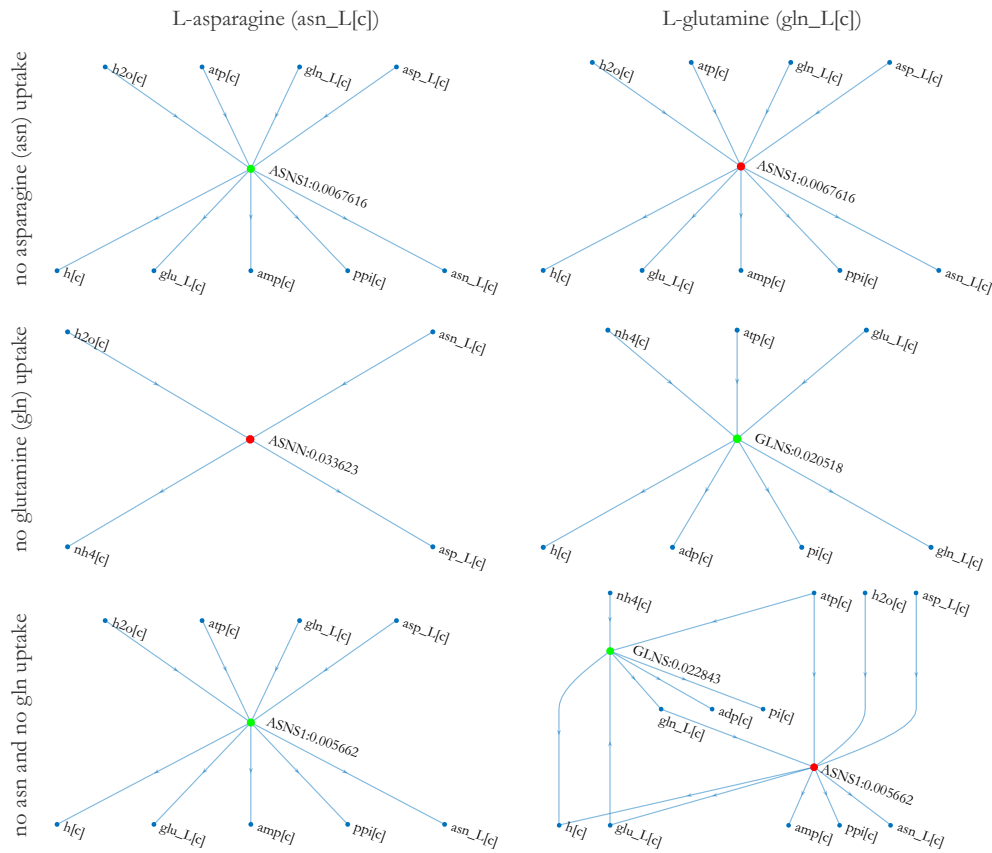 L-asparagine (asn_L[c])
L-glutamine (gln_L[c])
no asparagine (asn) uptake
h2o[c]
atp[c]
gln_L[c]
asp_L[c]
ASNS1:0.0067616
h[c]
glu_L[c]
amp[c]
ppi[c]
asn_L[c]
h2o[c]
atp[c]
gln_L[c]
asp_L[c]
ASNS1:0.0067616
h[c]
glu_L[c]
amp[c]
ppi[c]
asn_L[c]
no glutamine (gln) uptake
h2o[c]
asn_L[c]
ASNN:0.033623
nh4[c]
asp_L[c]
nh4[c]
atp[c]
glu_L[c]
GLNS:0.020518
h[c]
adp[c]
pi[c]
gln_L[c]
no asn and no gln uptake
h2o[c]
atp[c]
gln_L[c]
asp_L[c]
ASNS1:0.005662
h[c]
glu_L[c]
amp[c]
ppi[c]
asn_L[c]
nh4[c]
atp[c]
h2o[c]
asp_L[c]
GLNS:0.022843
gln_L[c]
adp[c]
pi[c]
ASNS1:0.005662
h[c]
glu_L[c]
amp[c]
ppi[c]
asn_L[c]